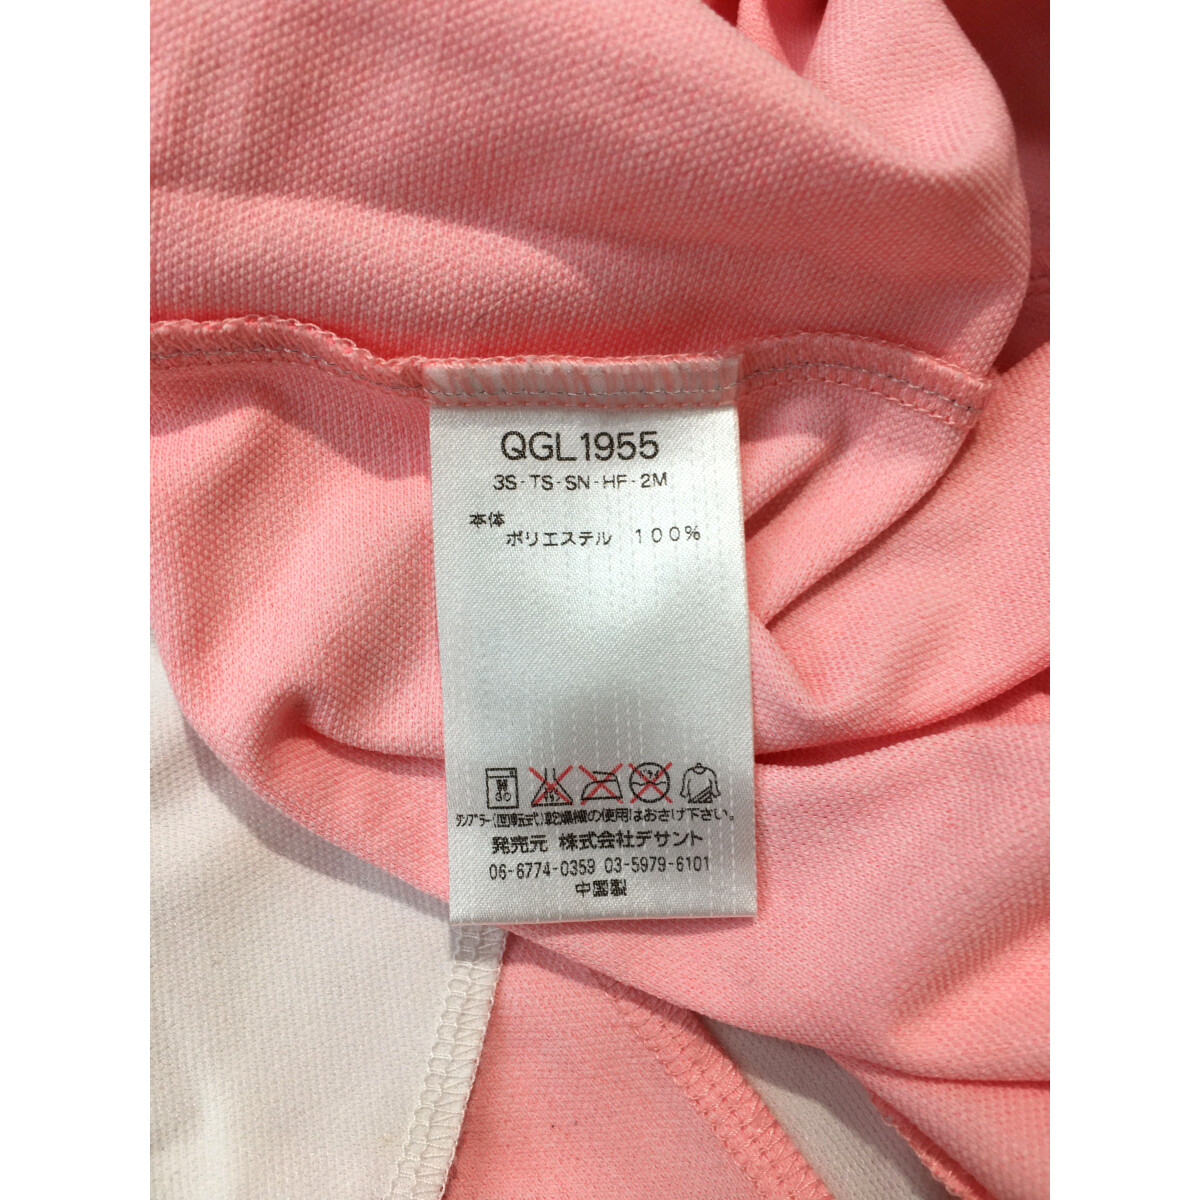 QGL1955
3S-TS-SN-HF-2M
本体
ポリエステル 100%
タンブラー(回転式)乾燥機の使用はおさけ下さい。
発売元 株式会社デサント
06-6774-0359 03-5979-6101
中国製